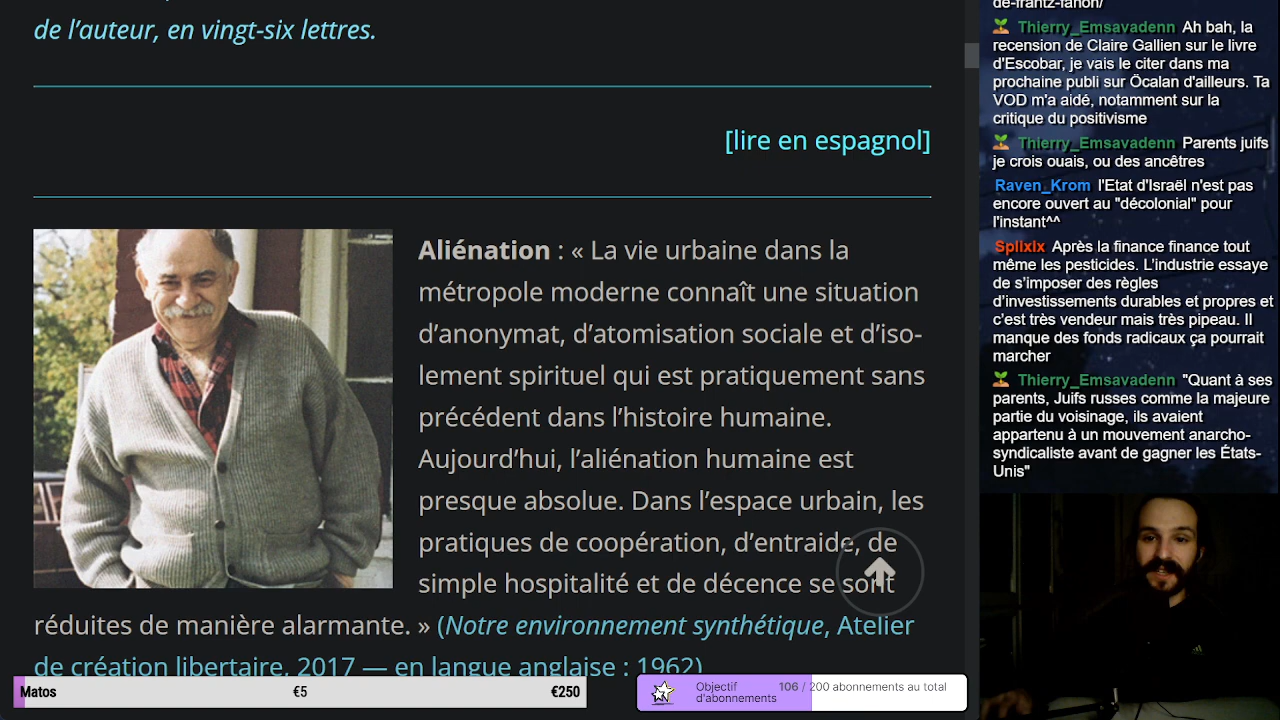 de l'auteur, en vingt-six lettres.
[lire en espagnol]
Aliénation : « La vie urbaine dans la
métropole moderne connaît une situation
d'anonymat, d'atomisation sociale et d'iso-
lement spirituel qui est pratiquement sans
précédent dans l'histoire humaine.
Aujourd'hui, l'aliénation humaine est
presque absolue. Dans l'espace urbain, les
pratiques de coopération, d'entraide, de
simple hospitalité et de décence se sont
réduites de manière alarmante. » (Notre environnement synthétique, Atelier
de création libertaire, 2017 — en langue anglaise : 1962)
Matos
€5
€250
Objectif
d'abonnements
106 / 200 abonnements au total
de-frantz-fanon/
Thierry_Emsavadenn Ah bah, la
recension de Claire Gallien sur le livre
d'Escobar, je vais le citer dans ma
prochaine publi sur Öcalan d'ailleurs. Ta
VOD m'a aidé, notamment sur la
critique du positivisme
Thierry_Emsavadenn Parents juifs
je crois ouais, ou des ancêtres
Raven_Krom l'Etat d'Israël n'est pas
encore ouvert au "décolonial" pour
l'instant^^
Splixlx Après la finance finance tout
même les pesticides. L'industrie essaye
de s'imposer des règles
d'investissements durables et propres et
c'est très vendeur mais très pipeau. Il
manque des fonds radicaux ça pourrait
marcher
Thierry_Emsavadenn "Quant à ses
parents, Juifs russes comme la majeure
partie du voisinage, ils avaient
appartenu à un mouvement anarcho-
syndicaliste avant de gagner les États-
Unis"